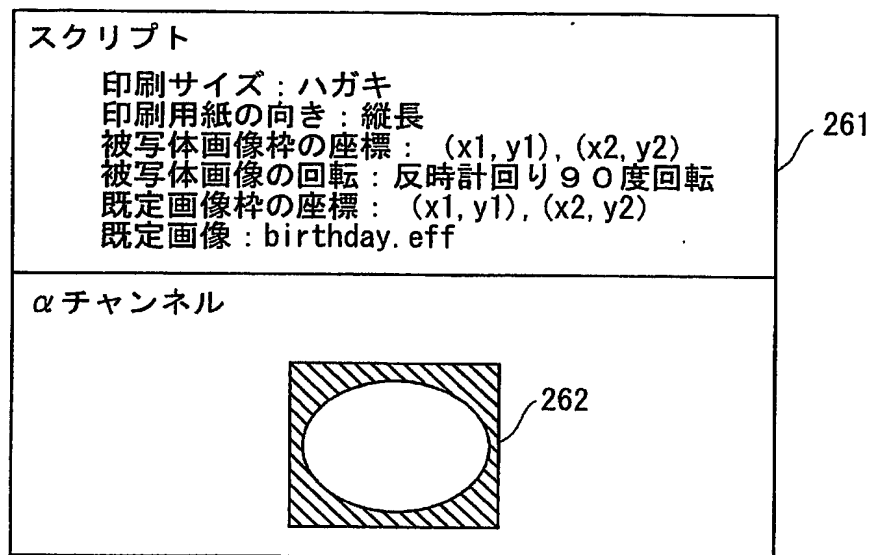 スクリプト
印刷サイズ：ハガキ
印刷用紙の向き：縦長
被写体画像枠の座標： (x1,y1), (x2,y2)
被写体画像の回転：反時計回り９０度回転
既定画像枠の座標： (x1,y1), (x2,y2)
既定画像：birthday.eff
261
αチャンネル
262